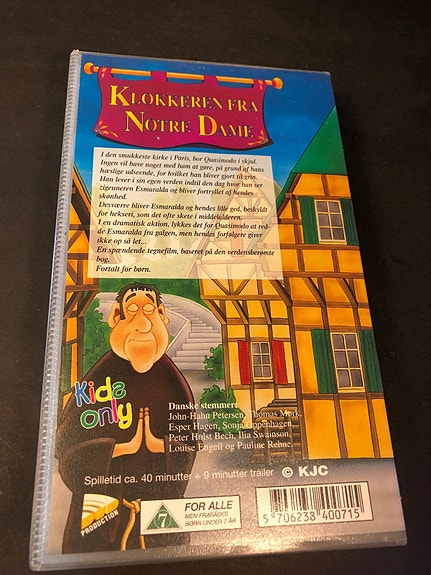 KLOKKEREN FRA
NOTRE DAME
I den smukkeste kirke i Paris, bor Quasimodo i skjul.
Ingen vil have noget med ham at gøre, på grund af hans
hæslige udseende, for hvilket han bliver gjort til grin.
Han lever i sin egen verden indtil den dag hvor han ser
zigeuneren Esmaralda og bliver fortryllet af hendes
skønhed.
Desværre bliver Esmaralda og hendes lille ged, beskyldt
for hekseri, som det ofte skete i middelalderen.
I en dramatisk aktion, lykkes det for Quasimodo at red-
de Esmaralda fra galgen, men hendes forfølgere giver
ikke op så let...
En spændende tegnefilm, baseret på den verdensberømte
bog.
Fortalt for børn.
Kids
only
Danske stemmer:
John-Hahn Petersen, Thomas Mørk,
Esper Hagen, Sonja Oppenhagen,
Peter Holst Bech, Ilia Swainson,
Louise Engell og Pauline Rehne.
Spilletid ca. 40 minutter + 9 minutter trailer © KJC
PRODUCTION
7
FOR ALLE
MEN FRARÅDES
BØRN UNDER 7 ÅR
5 706238 400715